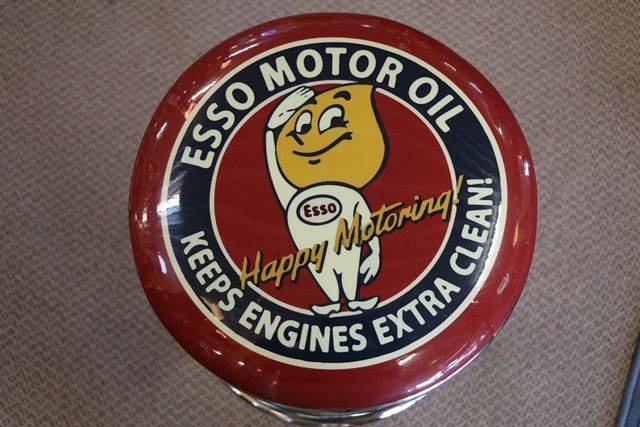 ESSO MOTOR OIL
Esso
Happy Motoring!
KEEPS ENGINES EXTRA CLEAN!